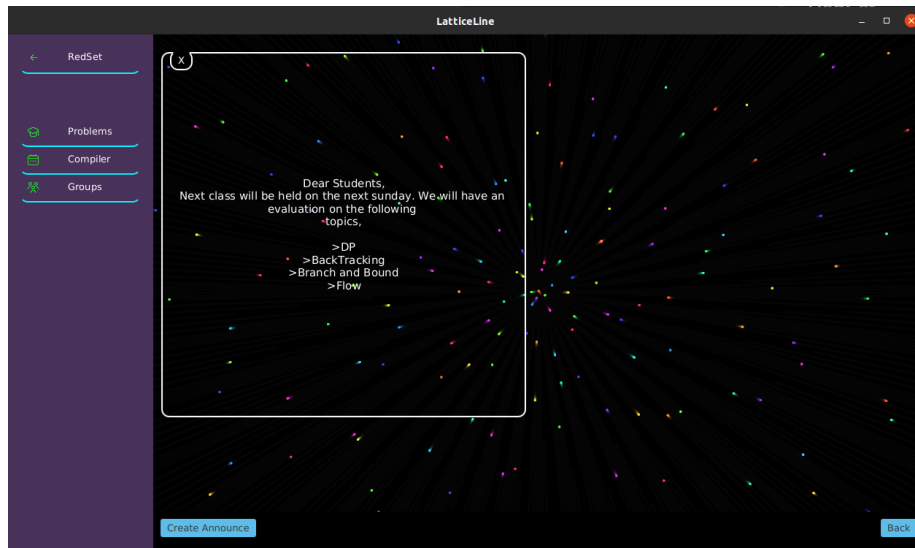 LatticeLine
RedSet
Problems
Compiler
Groups
X
Dear Students,
Next class will be held on the next sunday. We will have an
evaluation on the following
topics,
>DP
>BackTracking
>Branch and Bound
>Flow
Create Announce
Back